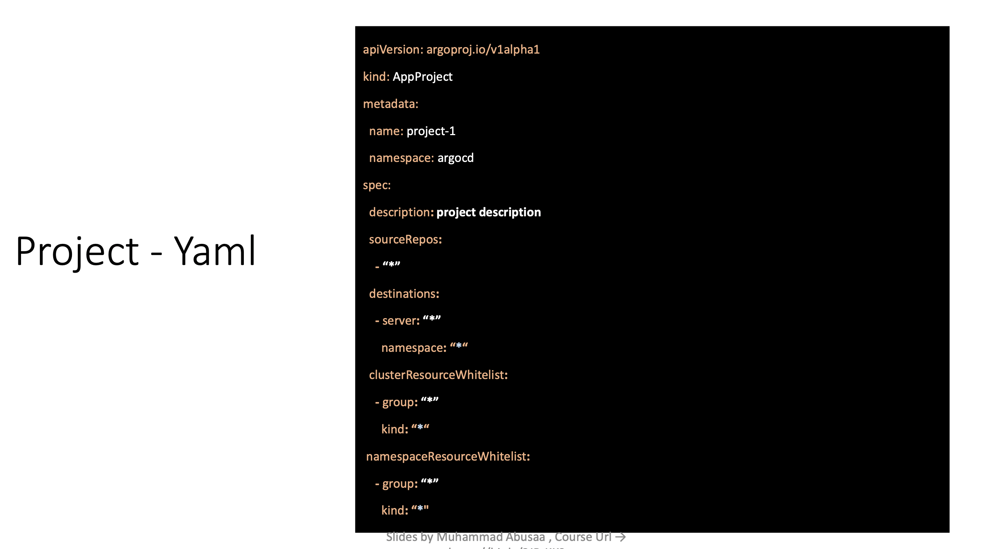 Project - Yaml
apiVersion: argoproj.io/v1alpha1
kind: AppProject
metadata:
  name: project-1
  namespace: argocd
spec:
  description: project description
  sourceRepos:
    - “*”
  destinations:
    - server: “*”
      namespace: “*“
  clusterResourceWhitelist:
    - group: “*”
      kind: “*“
 namespaceResourceWhitelist:
    - group: “*”
      kind: “*"
Slides by Muhammad Abusaa , Course Url →